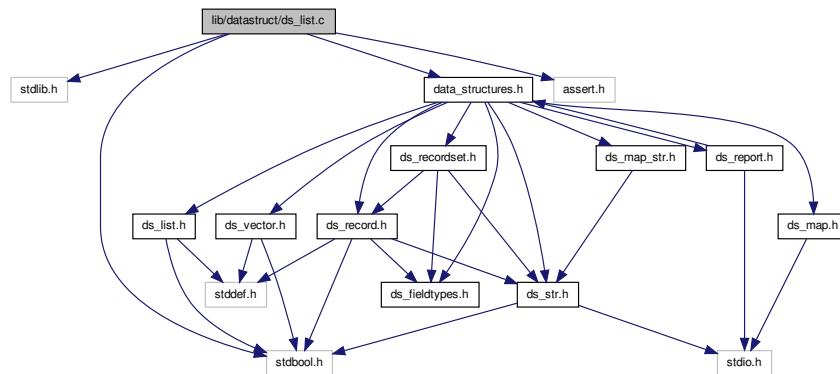 lib/datastruct/ds_list.c
stdlib.h
data_structures.h
assert.h
ds_recordset.h
ds_map_str.h
ds_report.h
ds_list.h
ds_vector.h
ds_record.h
ds_map.h
stddef.h
ds_fieldtypes.h
ds_str.h
stdbool.h
stdio.h